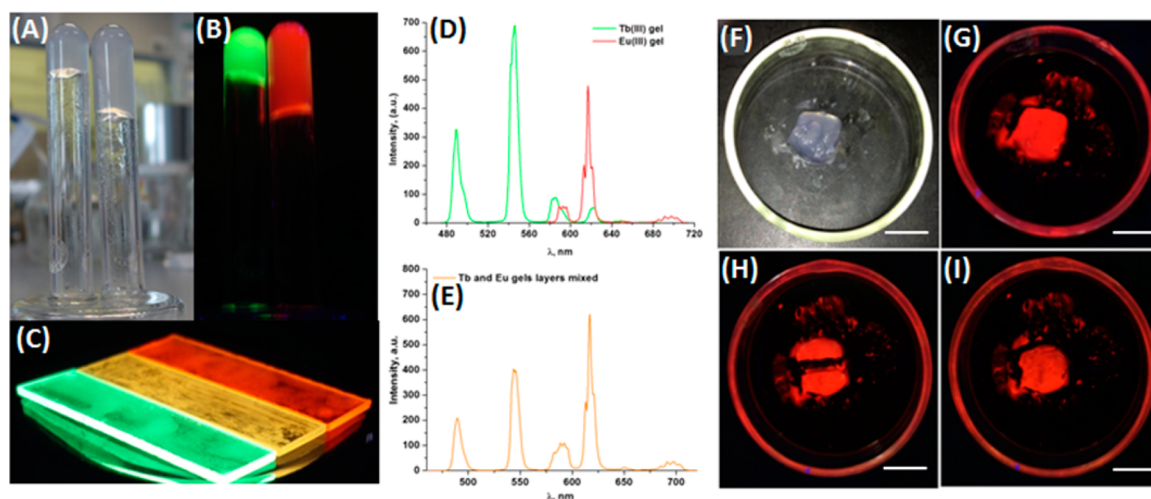 (A)
(B)
(C)
(D)
700
600
500
400
300
200
100
0
Intensity, (a.u.)
Tb(III) gel
Eu(III) gel
480 520 560 600 640 680 720
λ, nm
(E)
800
700
600
500
400
300
200
100
0
Intensity, a.u.
Tb and Eu gels layers mixed
500 550 600 650 700
λ, nm
(F)
(G)
(H)
(I)